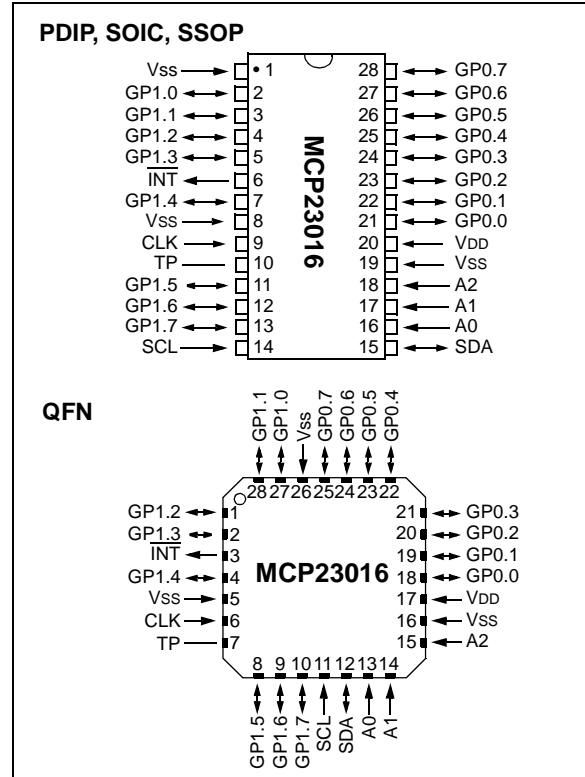 PDIP, SOIC, SSOP
VSS 1 28 GP0.7
GP1.0 2 27 GP0.6
GP1.1 3 26 GP0.5
GP1.2 4 25 GP0.4
GP1.3 5 24 GP0.3
INT 6 23 GP0.2
GP1.4 7 22 GP0.1
VSS 8 21 GP0.0
CLK 9 20 VDD
TP 10 19 VSS
GP1.5 11 18 A2
GP1.6 12 17 A1
GP1.7 13 16 A0
SCL 14 15 SDA
MCP23016
QFN
GP1.1 GP1.0 Vss GP0.7 GP0.6 GP0.5 GP0.4
28 27 26 25 24 23 22
GP1.2 1 21 GP0.3
GP1.3 2 20 GP0.2
INT 3 19 GP0.1
GP1.4 4 18 GP0.0
VSS 5 17 VDD
CLK 6 16 VSS
TP 7 15 A2
MCP23016
8 9 10 11 12 13 14
GP1.5 GP1.6 GP1.7 SCL SDA A0 A1